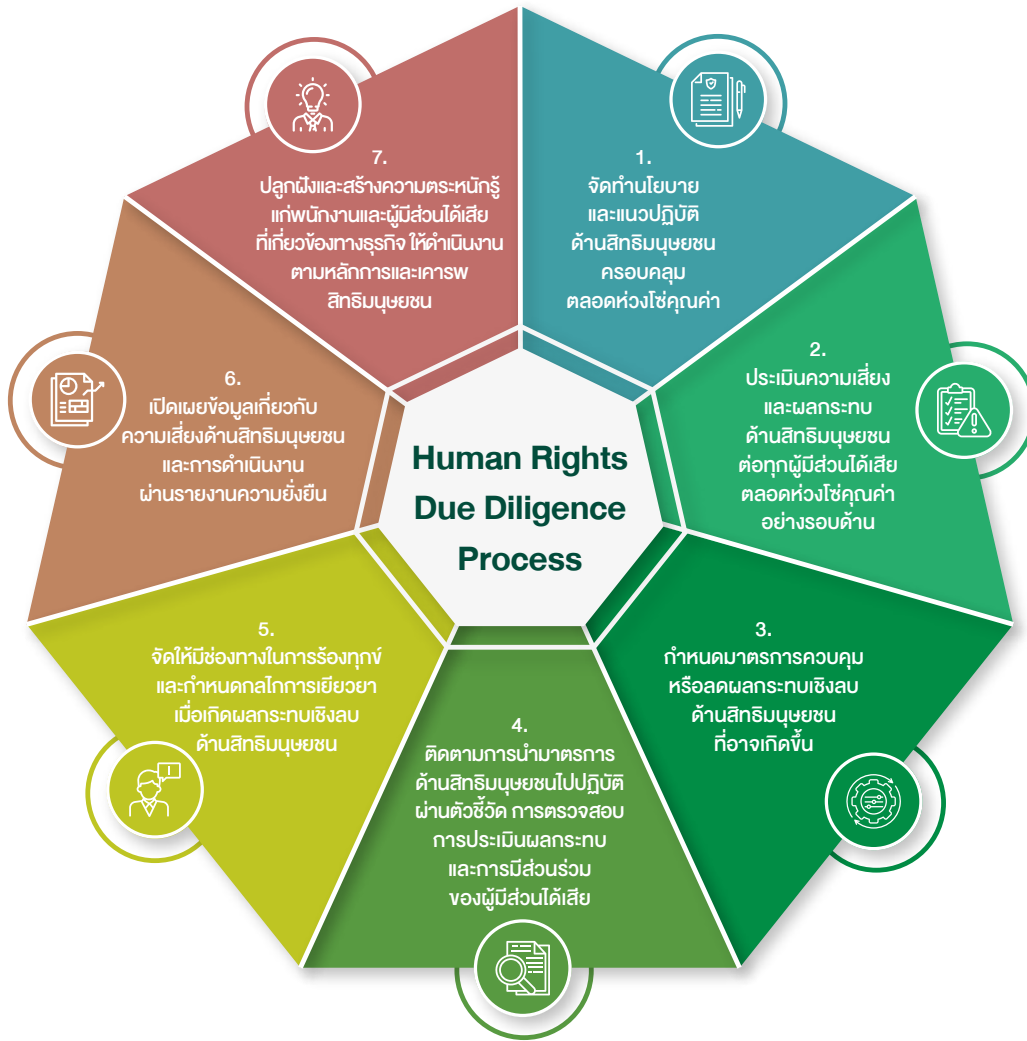 Human Rights
Due Diligence
Process
1.
จัดทำนโยบาย
และแนวปฏิบัติ
ด้านสิทธิมนุษยชน
ครอบคลุม
ตลอดห่วงโซ่คุณค่า
2.
ประเมินความเสี่ยง
และผลกระทบ
ด้านสิทธิมนุษยชน
ต่อทุกผู้มีส่วนได้เสีย
ตลอดห่วงโซ่คุณค่า
อย่างรอบด้าน
3.
กำหนดมาตรการควบคุม
หรือลดผลกระทบเชิงลบ
ด้านสิทธิมนุษยชน
ที่อาจเกิดขึ้น
4.
ติดตามการนำมาตรการ
ด้านสิทธิมนุษยชนไปปฏิบัติ
ผ่านตัวชี้วัด การตรวจสอบ
การประเมินผลกระทบ
และการมีส่วนร่วม
ของผู้มีส่วนได้เสีย
5.
จัดให้มีช่องทางในการร้องทุกข์
และกำหนดกลไกการเยียวยา
เมื่อเกิดผลกระทบเชิงลบ
ด้านสิทธิมนุษยชน
6.
เปิดเผยข้อมูลเกี่ยวกับ
ความเสี่ยงด้านสิทธิมนุษยชน
และการดำเนินงาน
ผ่านรายงานความยั่งยืน
7.
ปลูกฝังและสร้างความตระหนักรู้
แก่พนักงานและผู้มีส่วนได้เสีย
ที่เกี่ยวข้องทางธุรกิจ ให้ดำเนินงาน
ตามหลักการและเคารพ
สิทธิมนุษยชน